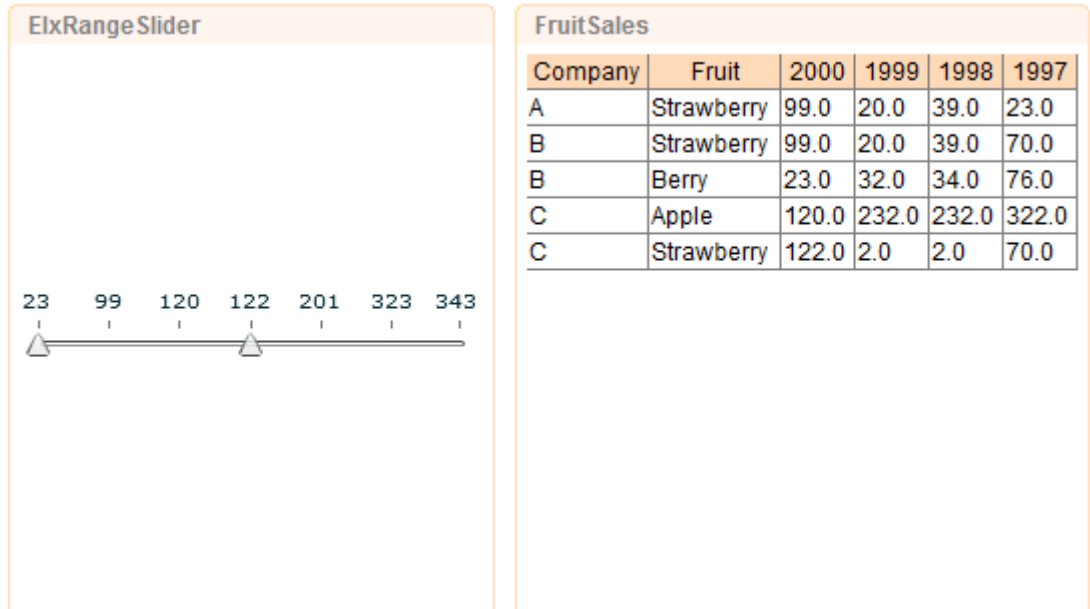 ElxRangeSlider
23 99 120 122 201 323 343
FruitSales
Company Fruit 2000 1999 1998 1997
A Strawberry 99.0 20.0 39.0 23.0
B Strawberry 99.0 20.0 39.0 70.0
B Berry 23.0 32.0 34.0 76.0
C Apple 120.0 232.0 232.0 322.0
C Strawberry 122.0 2.0 2.0 70.0